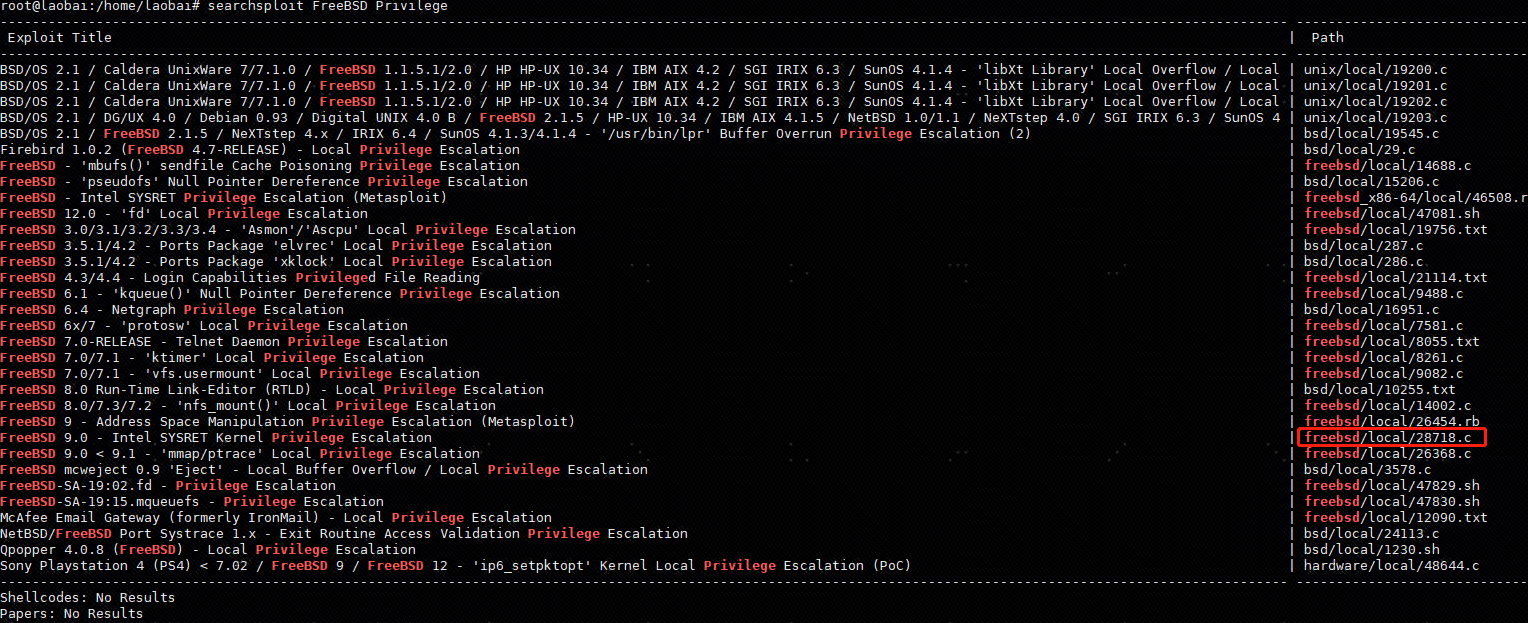 root@laobai:/home/laobai# searchsploit FreeBSD Privilege
Exploit Title | Path
BSD/OS 2.1 / Caldera UnixWare 7/7.1.0 / FreeBSD 1.1.5.1/2.0 / HP HP-UX 10.34 / IBM AIX 4.2 / SGI IRIX 6.3 / SunOS 4.1.4 - 'libXt Library' Local Overflow / Local | unix/local/19200.c
BSD/OS 2.1 / Caldera UnixWare 7/7.1.0 / FreeBSD 1.1.5.1/2.0 / HP HP-UX 10.34 / IBM AIX 4.2 / SGI IRIX 6.3 / SunOS 4.1.4 - 'libXt Library' Local Overflow / Local | unix/local/19201.c
BSD/OS 2.1 / Caldera UnixWare 7/7.1.0 / FreeBSD 1.1.5.1/2.0 / HP HP-UX 10.34 / IBM AIX 4.2 / SGI IRIX 6.3 / SunOS 4.1.4 - 'libXt Library' Local Overflow / Local | unix/local/19202.c
BSD/OS 2.1 / DG/UX 4.0 / Debian 0.93 / Digital UNIX 4.0 B / FreeBSD 2.1.5 / HP-UX 10.34 / IBM AIX 4.1.5 / NetBSD 1.0/1.1 / NeXTstep 4.0 / SGI IRIX 6.3 / SunOS 4 | unix/local/19203.c
BSD/OS 2.1 / FreeBSD 2.1.5 / NeXTstep 4.x / IRIX 6.4 / SunOS 4.1.3/4.1.4 - '/usr/bin/lpr' Buffer Overrun Privilege Escalation (2) | bsd/local/19545.c
Firebird 1.0.2 (FreeBSD 4.7-RELEASE) - Local Privilege Escalation | bsd/local/29.c
FreeBSD - 'mbufs()' sendfile Cache Poisoning Privilege Escalation | freebsd/local/14688.c
FreeBSD - 'pseudofs' Null Pointer Dereference Privilege Escalation | bsd/local/15206.c
FreeBSD - Intel SYSRET Privilege Escalation (Metasploit) | freebsd_x86-64/local/46508.r
FreeBSD 12.0 - 'fd' Local Privilege Escalation | freebsd/local/47081.sh
FreeBSD 3.0/3.1/3.2/3.3/3.4 - 'Asmon'/'Ascpu' Local Privilege Escalation | freebsd/local/19756.txt
FreeBSD 3.5.1/4.2 - Ports Package 'elvrec' Local Privilege Escalation | bsd/local/287.c
FreeBSD 3.5.1/4.2 - Ports Package 'xklock' Local Privilege Escalation | bsd/local/286.c
FreeBSD 4.3/4.4 - Login Capabilities Privileged File Reading | freebsd/local/21114.txt
FreeBSD 6.1 - 'kqueue()' Null Pointer Dereference Privilege Escalation | freebsd/local/9488.c
FreeBSD 6.4 - Netgraph Privilege Escalation | bsd/local/16951.c
FreeBSD 6x/7 - 'protosw' Local Privilege Escalation | freebsd/local/7581.c
FreeBSD 7.0-RELEASE - Telnet Daemon Privilege Escalation | freebsd/local/8055.txt
FreeBSD 7.0/7.1 - 'ktimer' Local Privilege Escalation | freebsd/local/8261.c
FreeBSD 7.0/7.1 - 'vfs.usermount' Local Privilege Escalation | freebsd/local/9082.c
FreeBSD 8.0 Run-Time Link-Editor (RTLD) - Local Privilege Escalation | bsd/local/10255.txt
FreeBSD 8.0/7.3/7.2 - 'nfs_mount()' Local Privilege Escalation | freebsd/local/14002.c
FreeBSD 9 - Address Space Manipulation Privilege Escalation (Metasploit) | freebsd/local/26454.rb
FreeBSD 9.0 - Intel SYSRET Kernel Privilege Escalation | freebsd/local/28718.c
FreeBSD 9.0 < 9.1 - 'mmap/ptrace' Local Privilege Escalation | freebsd/local/26368.c
FreeBSD mcweject 0.9 'Eject' - Local Buffer Overflow / Local Privilege Escalation | bsd/local/3578.c
FreeBSD-SA-19:02.fd - Privilege Escalation | freebsd/local/47829.sh
FreeBSD-SA-19:15.mqueuefs - Privilege Escalation | freebsd/local/47830.sh
McAfee Email Gateway (formerly IronMail) - Local Privilege Escalation | freebsd/local/12090.txt
NetBSD/FreeBSD Port Systrace 1.x - Exit Routine Access Validation Privilege Escalation | bsd/local/24113.c
Qpopper 4.0.8 (FreeBSD) - Local Privilege Escalation | bsd/local/1230.sh
Sony Playstation 4 (PS4) < 7.02 / FreeBSD 9 / FreeBSD 12 - 'ip6_setpktopt' Kernel Local Privilege Escalation (PoC) | hardware/local/48644.c
Shellcodes: No Results
Papers: No Results